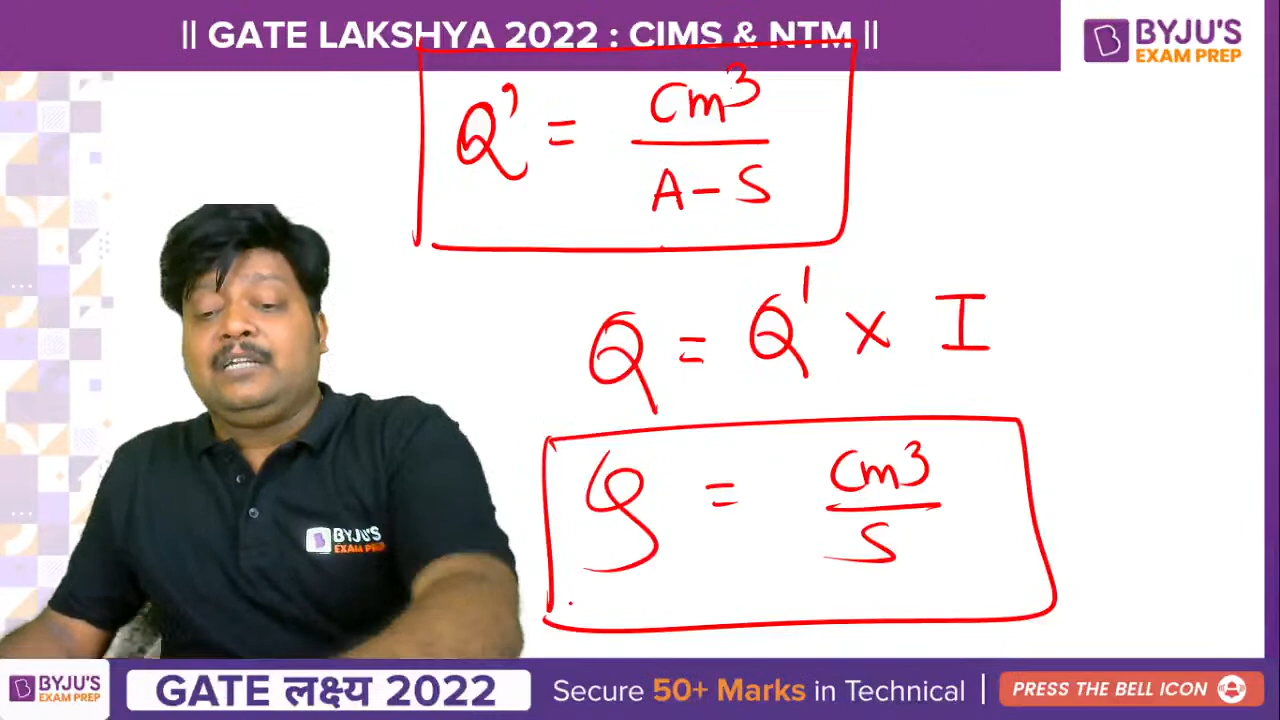 || GATE LAKSHYA 2022 : CIMS & NTM ||
BYJU'S
EXAM PREP
Q' = cm³ / A-S
Q = Q' × I
Q = cm³ / S
BYJU'S
EXAM PREP
BYJU'S
EXAM PREP
GATE लक्ष्य 2022
Secure 50+ Marks in Technical
PRESS THE BELL ICON